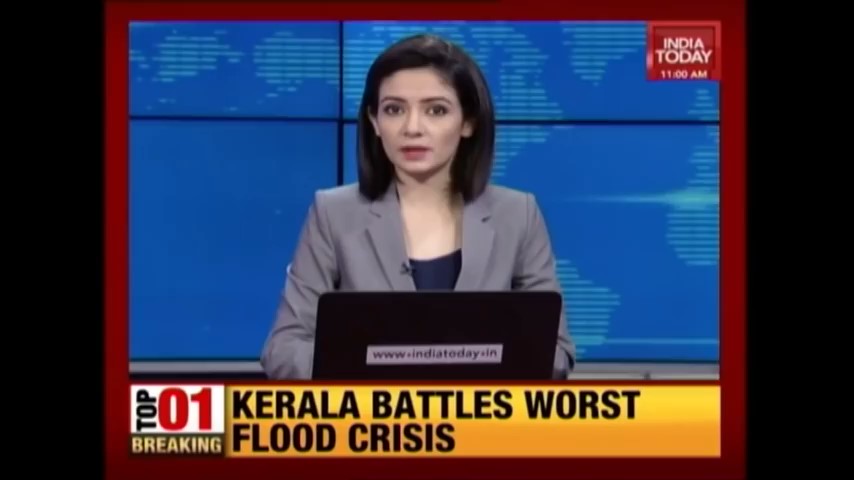 INDIA
TODAY
11:00 AM
www.indiatoday.in
TOP
01
BREAKING
KERALA BATTLES WORST
FLOOD CRISIS